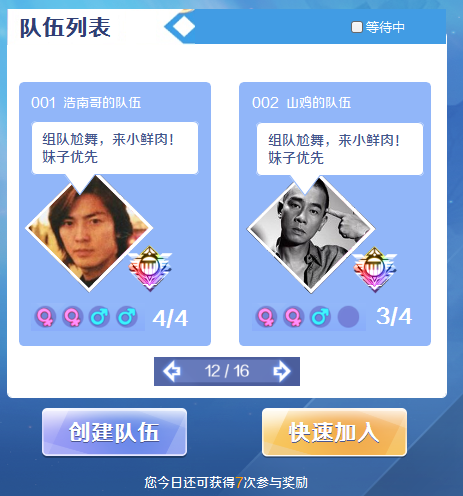 队伍列表
等待中
001 浩南哥的队伍
组队尬舞，来小鲜肉！
妹子优先
4/4
002 山鸡的队伍
组队尬舞，来小鲜肉！
妹子优先
3/4
12 / 16
创建队伍
快速加入
您今日还可获得7次参与奖励